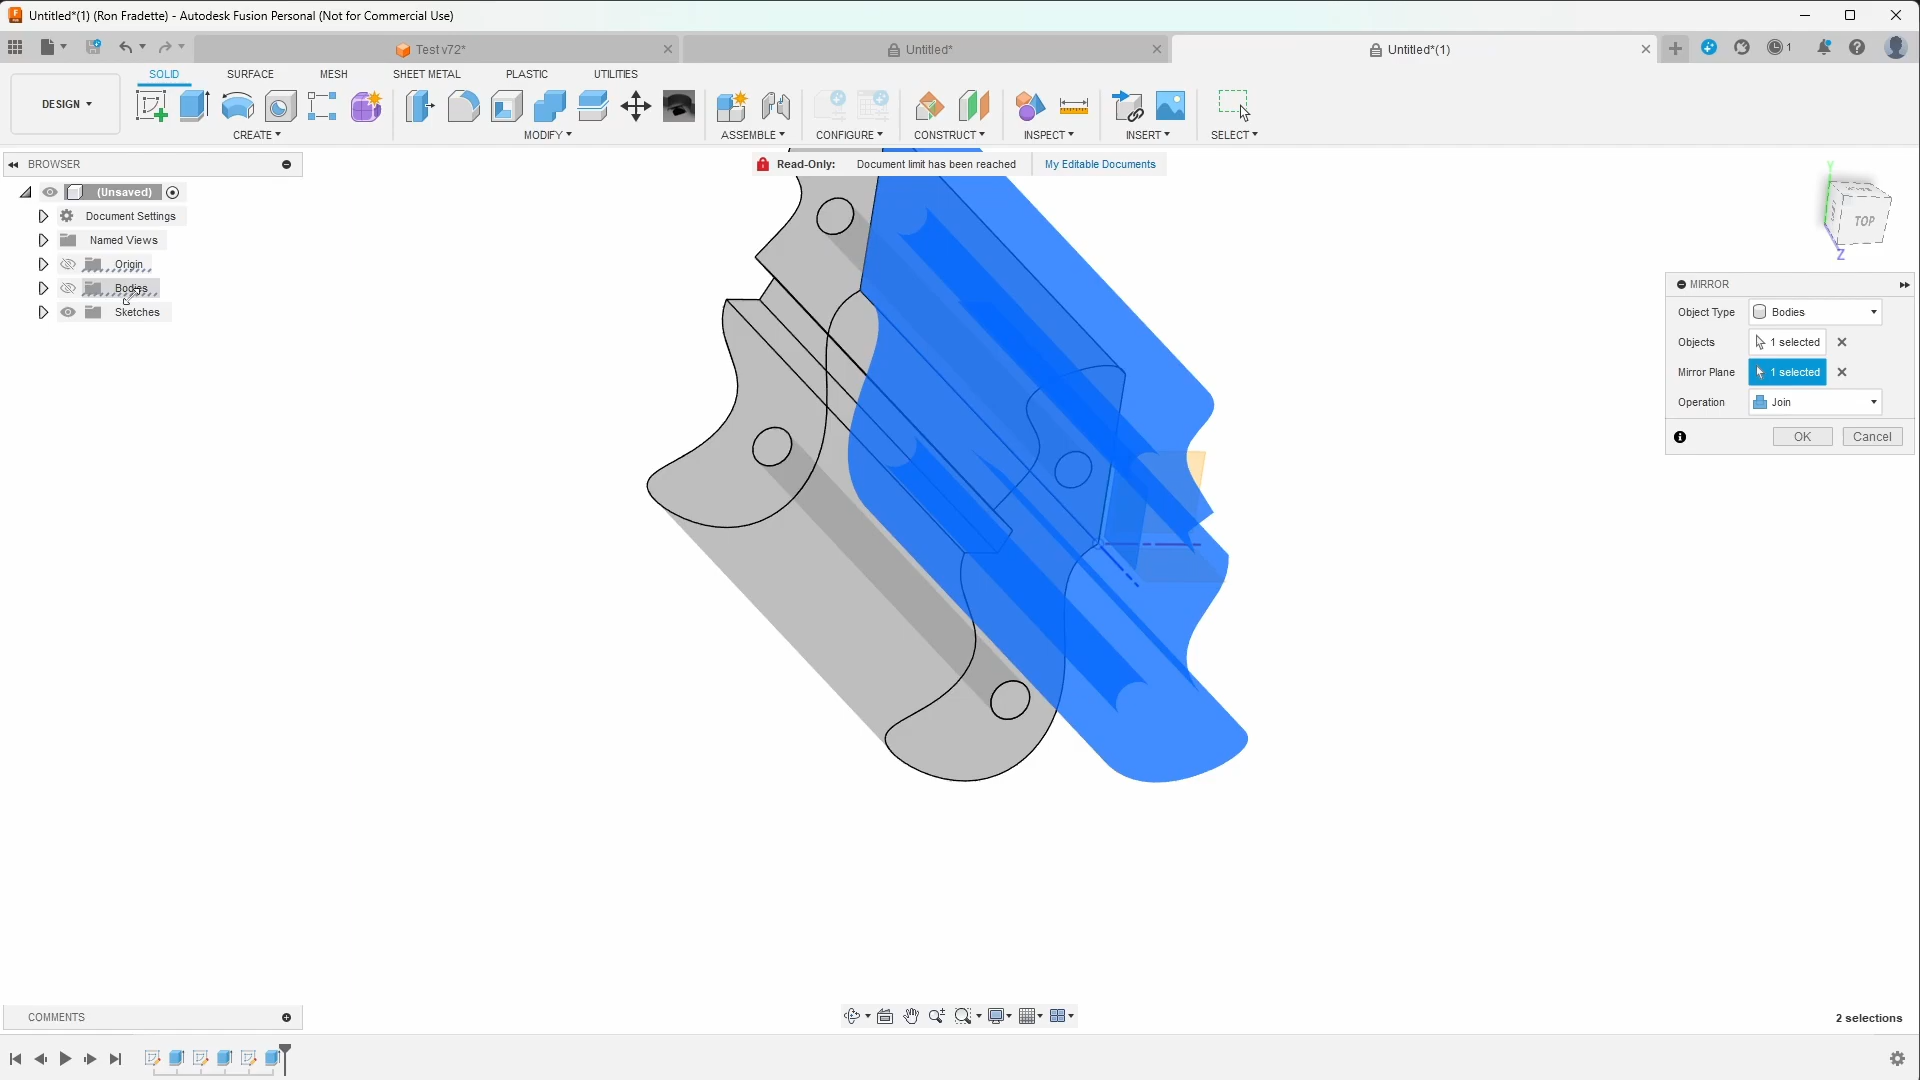 Untitled*(1) (Ron Fradette) - Autodesk Fusion Personal (Not for Commercial Use)
Test v72*
Untitled*
Untitled*(1)
1
SOLID
SURFACE
MESH
SHEET METAL
PLASTIC
UTILITIES
DESIGN
CREATE
MODIFY
ASSEMBLE
CONFIGURE
CONSTRUCT
INSPECT
INSERT
SELECT
BROWSER
Read-Only: Document limit has been reached My Editable Documents
(Unsaved)
Document Settings
Named Views
Origin
Bodies
Sketches
Y
TOP
Z
MIRROR
Object Type Bodies
Objects 1 selected
Mirror Plane 1 selected
Operation Join
OK Cancel
COMMENTS
2 selections